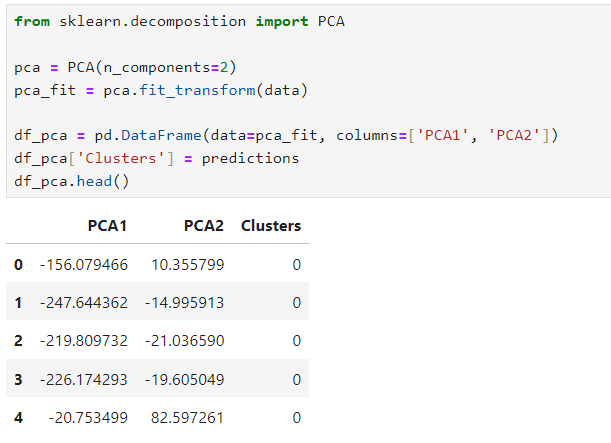 from sklearn.decomposition import PCA
pca = PCA(n_components=2)
pca_fit = pca.fit_transform(data)
df_pca = pd.DataFrame(data=pca_fit, columns=['PCA1', 'PCA2'])
df_pca['Clusters'] = predictions
df_pca.head()
PCA1 PCA2 Clusters
0 -156.079466 10.355799 0
1 -247.644362 -14.995913 0
2 -219.809732 -21.036590 0
3 -226.174293 -19.605049 0
4 -20.753499 82.597261 0